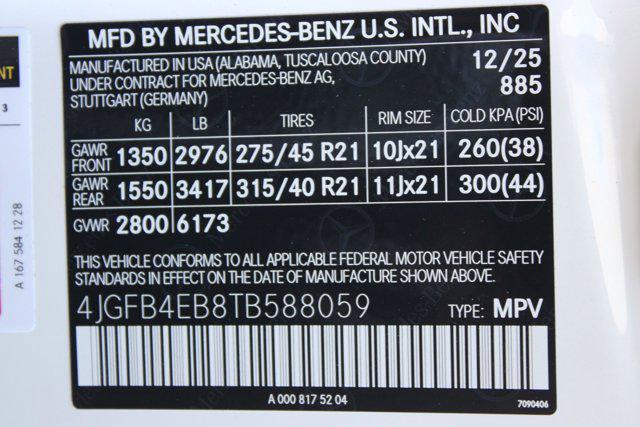 MFD BY MERCEDES-BENZ U.S. INTL., INC
MANUFACTURED IN USA (ALABAMA, TUSCALOOSA COUNTY) 12/25
UNDER CONTRACT FOR MERCEDES-BENZ AG, 885
STUTTGART (GERMANY)
KG LB TIRES RIM SIZE COLD KPA (PSI)
GAWR FRONT 1350 2976 275/45 R21 10Jx21 260(38)
GAWR REAR 1550 3417 315/40 R21 11Jx21 300(44)
GVWR 2800 6173
THIS VEHICLE CONFORMS TO ALL APPLICABLE FEDERAL MOTOR VEHICLE SAFETY
STANDARDS IN EFFECT ON THE DATE OF MANUFACTURE SHOWN ABOVE.
4JGFB4EB8TB588059 TYPE: MPV
A 000 817 52 04
7090406
NT
3
A 167 584 12 28